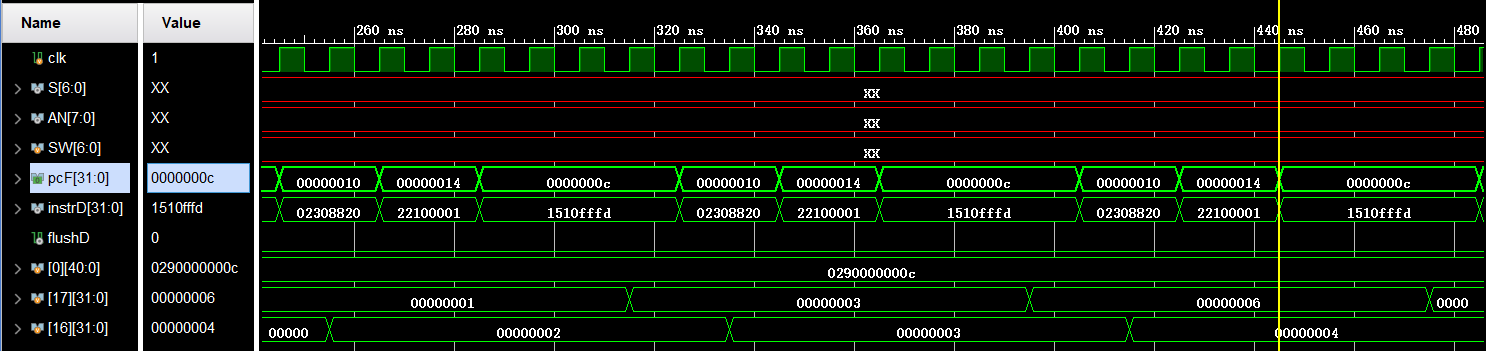 Name Value 260 ns 280 ns 300 ns 320 ns 340 ns 360 ns 380 ns 400 ns 420 ns 440 ns 460 ns 480
clk 1
S[6:0] XX XX
AN[7:0] XX XX
SW[6:0] XX XX
pcF[31:0] 0000000c 00000010 00000014 0000000c 00000010 00000014 0000000c 00000010 00000014 0000000c
instrD[31:0] 1510fffd 02308820 22100001 1510fffd 02308820 22100001 1510fffd 02308820 22100001 1510fffd
flushD 0
[0][40:0] 0290000000c 0290000000c
[17][31:0] 00000006 00000001 00000003 00000006 0000
[16][31:0] 00000004 00000 00000002 00000003 00000004